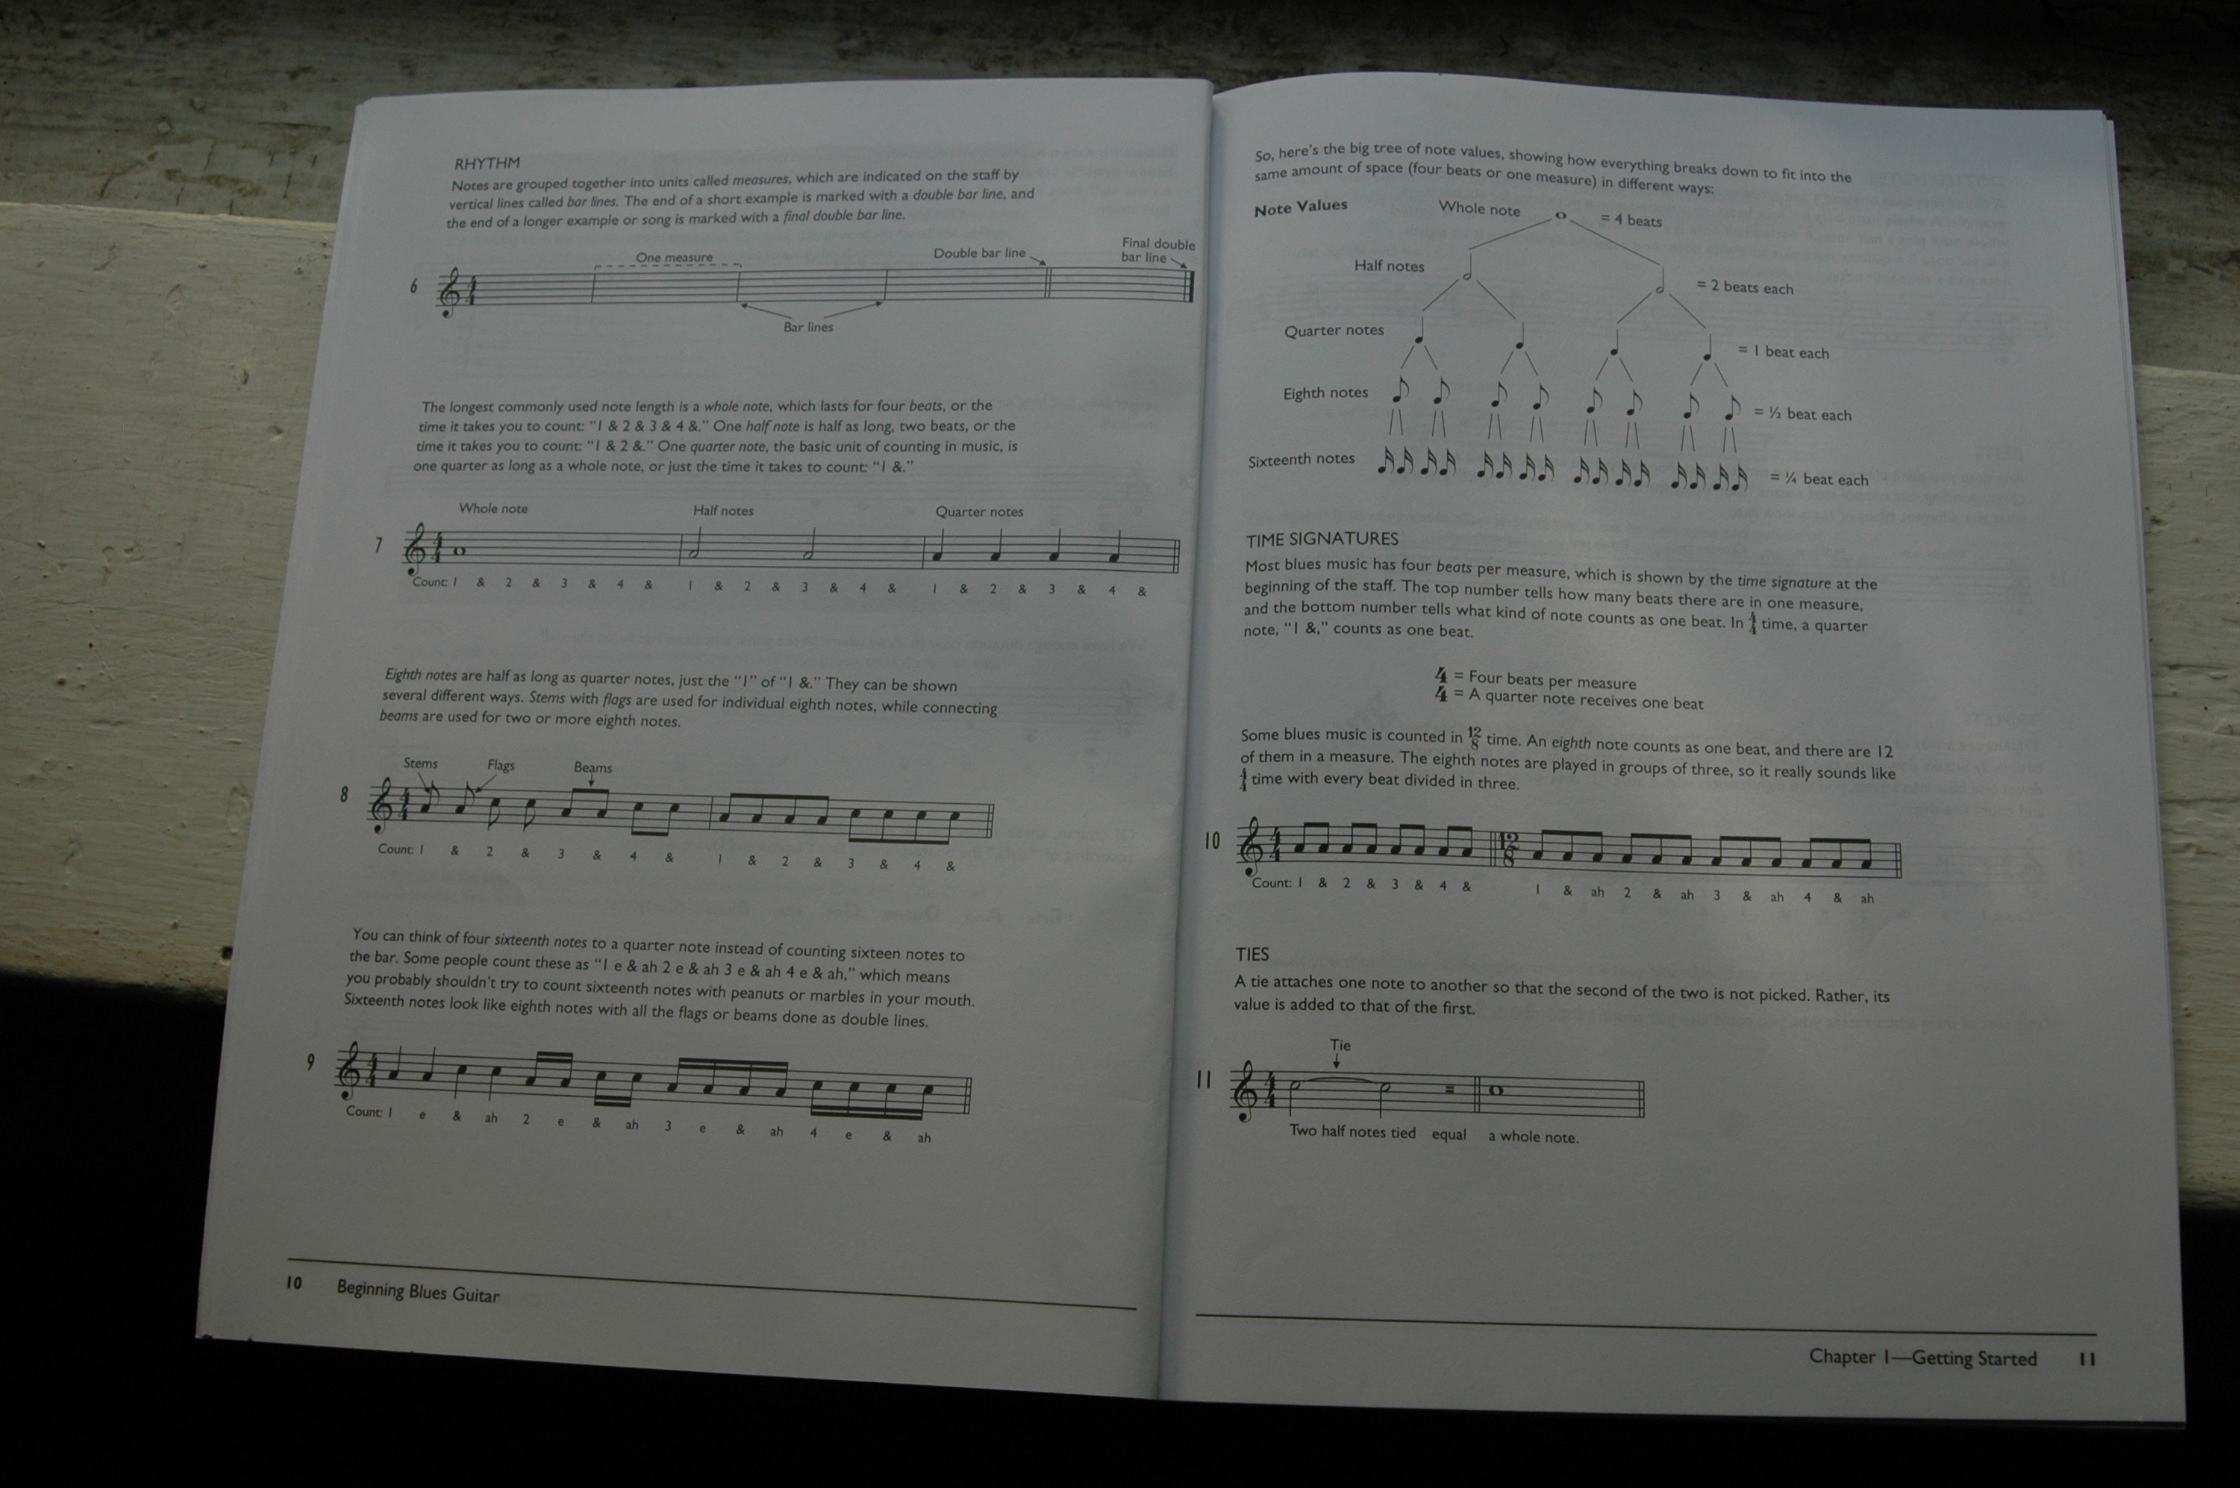 RHYTHM
Notes are grouped together into units called measures, which are indicated on the staff by
vertical lines called bar lines. The end of a short example is marked with a double bar line, and
the end of a longer example or song is marked with a final double bar line.
One measure
Double bar line
Final double
bar line
6
4
4
Bar lines
The longest commonly used note length is a whole note, which lasts for four beats, or the
time it takes you to count: “1 & 2 & 3 & 4 &.” One half note is half as long, two beats, or the
time it takes you to count: “1 & 2 &.” One quarter note, the basic unit of counting in music, is
one quarter as long as a whole note, or just the time it takes to count: “1 &.”
Whole note Half notes Quarter notes
7
4
4
Count: 1 & 2 & 3 & 4 & 1 & 2 & 3 & 4 & 1 & 2 & 3 & 4 &
Eighth notes are half as long as quarter notes, just the “1” of “1 &.” They can be shown
several different ways. Stems with flags are used for individual eighth notes, while connecting
beams are used for two or more eighth notes.
Stems Flags Beams
8
4
4
Count: 1 & 2 & 3 & 4 & 1 & 2 & 3 & 4 &
You can think of four sixteenth notes to a quarter note instead of counting sixteen notes to
the bar. Some people count these as “1 e & ah 2 e & ah 3 e & ah 4 e & ah,” which means
you probably shouldn’t try to count sixteenth notes with peanuts or marbles in your mouth.
Sixteenth notes look like eighth notes with all the flags or beams done as double lines.
9
4
4
Count: 1 e & ah 2 e & ah 3 e & ah 4 e & ah
10 Beginning Blues Guitar
So, here’s the big tree of note values, showing how everything breaks down to fit into the
same amount of space (four beats or one measure) in different ways:
Note Values
Whole note = 4 beats
Half notes = 2 beats each
Quarter notes = 1 beat each
Eighth notes = ½ beat each
Sixteenth notes = ¼ beat each
TIME SIGNATURES
Most blues music has four beats per measure, which is shown by the time signature at the
beginning of the staff. The top number tells how many beats there are in one measure,
and the bottom number tells what kind of note counts as one beat. In 4/4 time, a quarter
note, “1 &,” counts as one beat.
4 = Four beats per measure
4 = A quarter note receives one beat
Some blues music is counted in 12/8 time. An eighth note counts as one beat, and there are 12
of them in a measure. The eighth notes are played in groups of three, so it really sounds like
4/4 time with every beat divided in three.
10
4
4
12
8
Count: 1 & 2 & 3 & 4 & 1 & ah 2 & ah 3 & ah 4 & ah
TIES
A tie attaches one note to another so that the second of the two is not picked. Rather, its
value is added to that of the first.
Tie
11
4
4
=
Two half notes tied equal a whole note.
Chapter 1—Getting Started 11